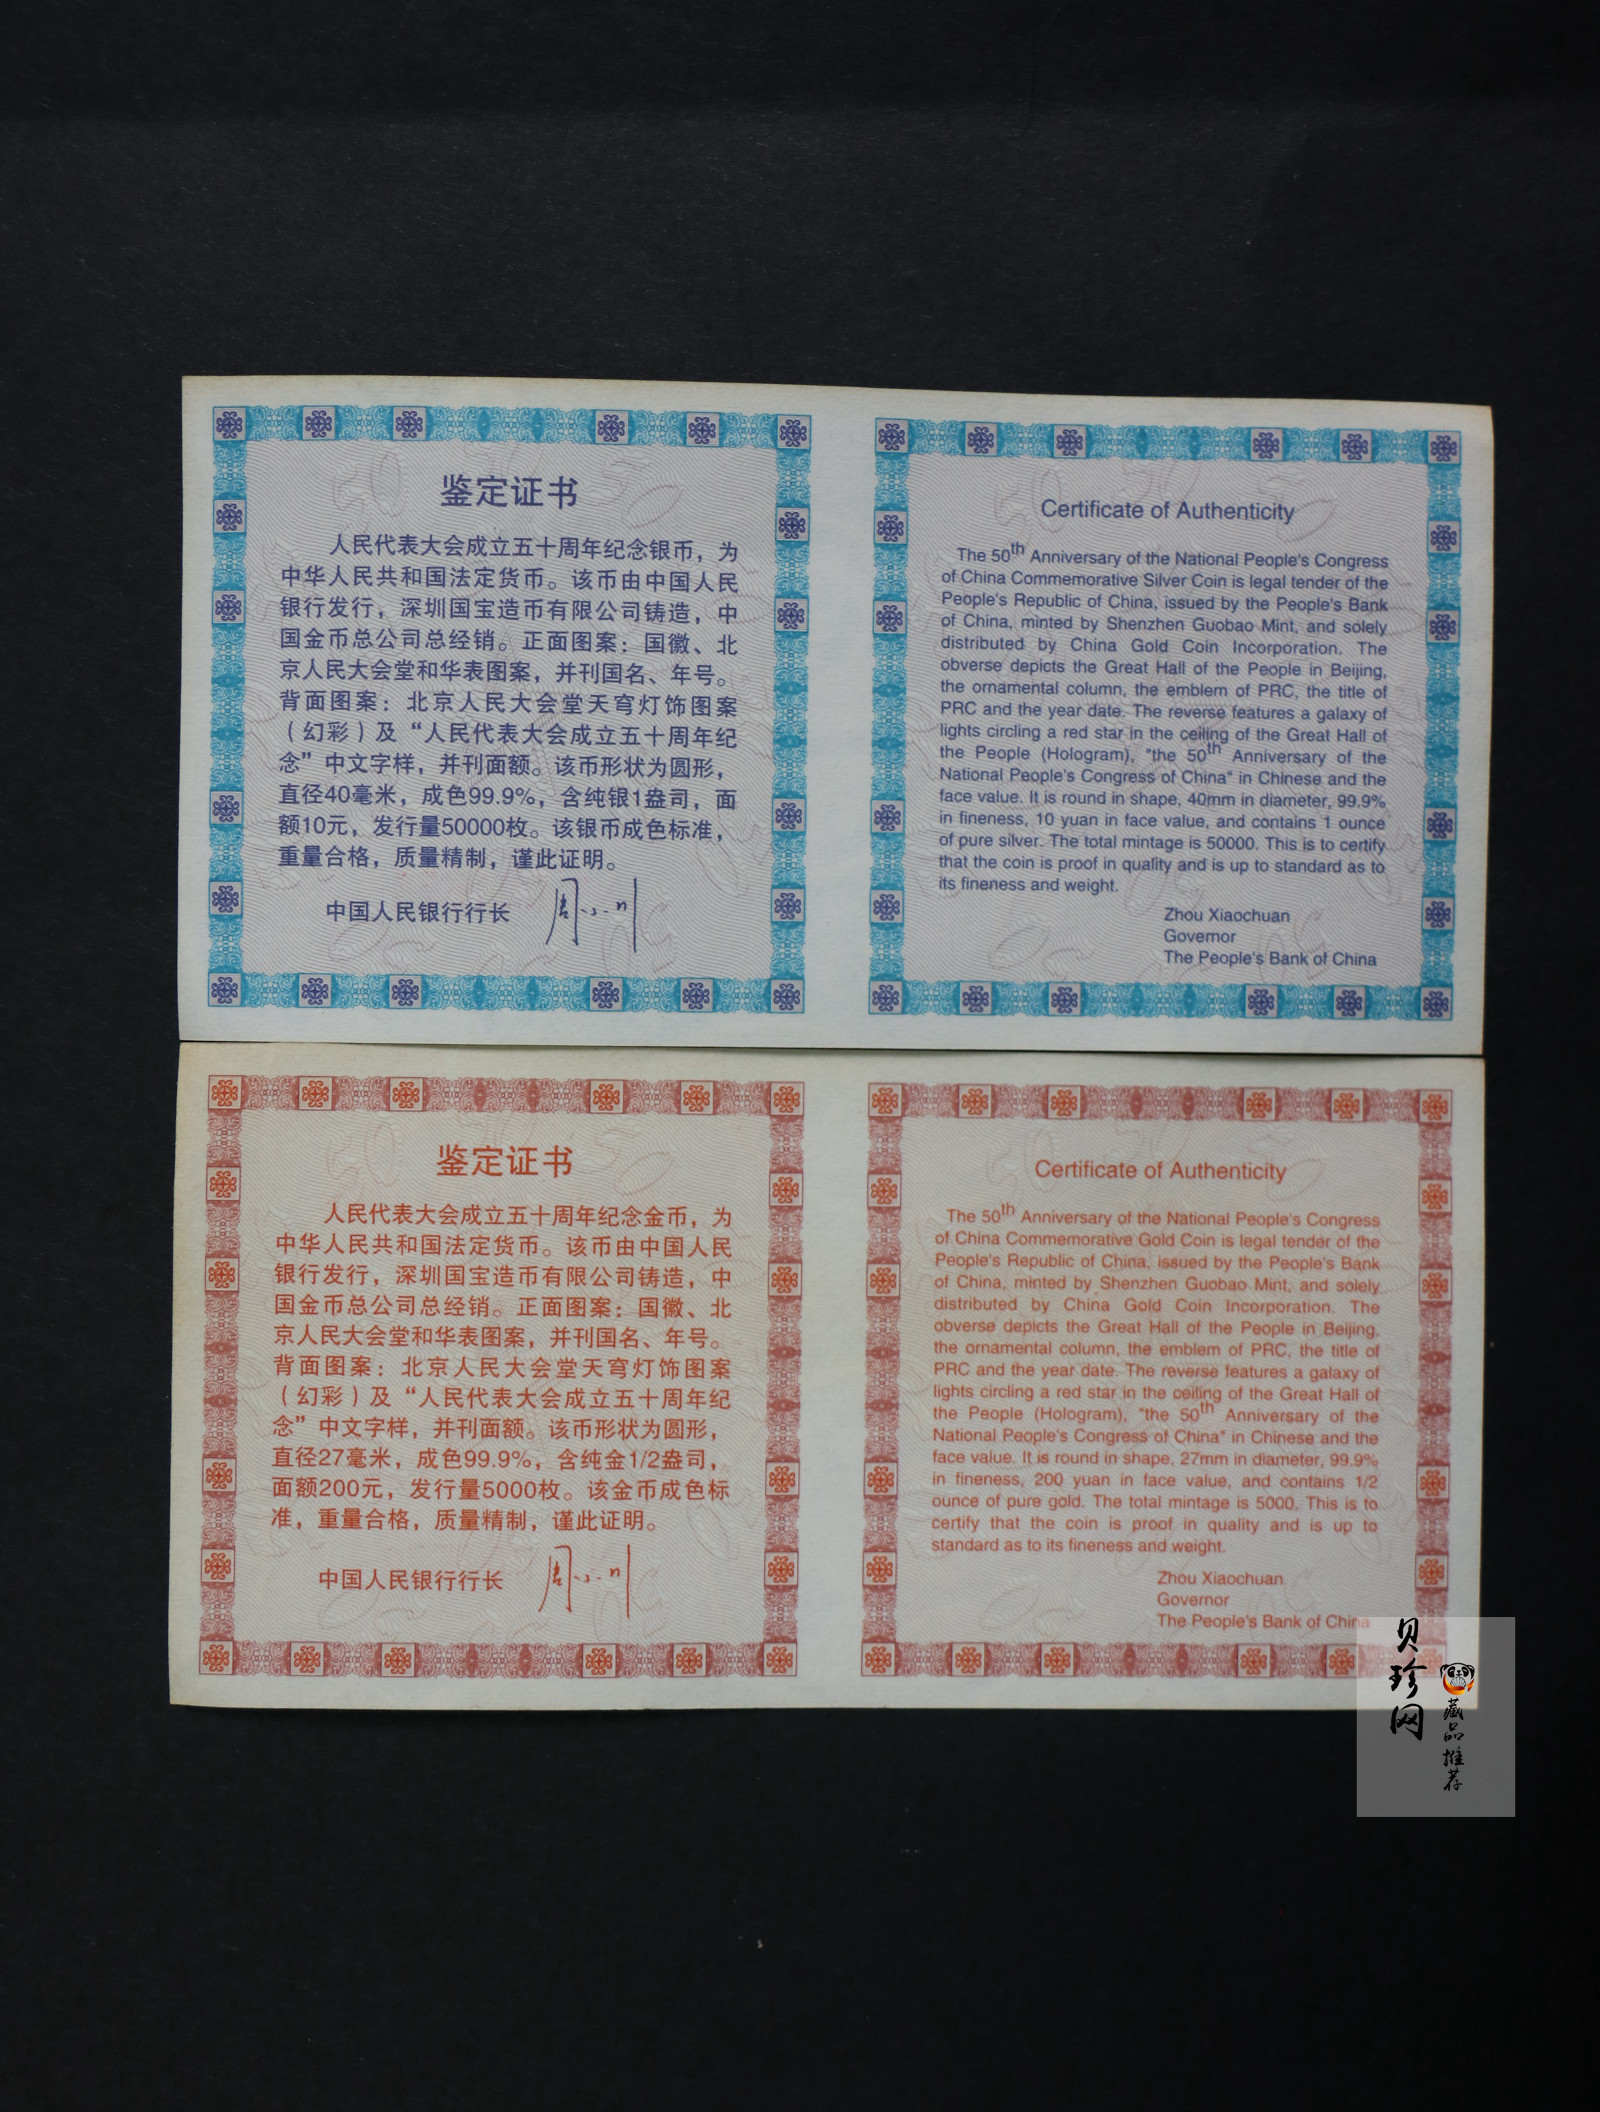 鉴定证书
人民代表大会成立五十周年纪念银币，为
中华人民共和国法定货币。该币由中国人民
银行发行，深圳国宝造币有限公司铸造，中
国金币总公司总经销。正面图案：国徽、北
京人民大会堂和华表图案，并刊国名、年号。
背面图案：北京人民大会堂天穹灯饰图案
（幻彩）及“人民代表大会成立五十周年纪
念”中文字样，并刊面额。该币形状为圆形，
直径40毫米，成色99.9%，含纯银1盎司，面
额10元，发行量50000枚。该银币成色标准，
重量合格，质量精制，谨此证明。
中国人民银行行长 周小川
Certificate of Authenticity
The 50th Anniversary of the National People's Congress
of China Commemorative Silver Coin is legal tender of the
People's Republic of China, issued by the People's Bank
of China, minted by Shenzhen Guobao Mint, and solely
distributed by China Gold Coin Incorporation. The
obverse depicts the Great Hall of the People in Beijing,
the ornamental column, the emblem of PRC, the title of
PRC and the year date. The reverse features a galaxy of
lights circling a red star in the ceiling of the Great Hall of
the People (Hologram), "the 50th Anniversary of the
National People's Congress of China" in Chinese and the
face value. It is round in shape, 40mm in diameter, 99.9%
in fineness, 10 yuan in face value, and contains 1 ounce
of pure silver. The total mintage is 50000. This is to certify
that the coin is proof in quality and is up to standard as to
its fineness and weight.
Zhou Xiaochuan
Governor
The People's Bank of China
鉴定证书
人民代表大会成立五十周年纪念金币，为
中华人民共和国法定货币。该币由中国人民
银行发行，深圳国宝造币有限公司铸造，中
国金币总公司总经销。正面图案：国徽、北
京人民大会堂和华表图案，并刊国名、年号。
背面图案：北京人民大会堂天穹灯饰图案
（幻彩）及“人民代表大会成立五十周年纪
念”中文字样，并刊面额。该币形状为圆形，
直径27毫米，成色99.9%，含纯金1/2盎司，
面额200元，发行量5000枚。该金币成色标
准，重量合格，质量精制，谨此证明。
中国人民银行行长 周小川
Certificate of Authenticity
The 50th Anniversary of the National People's Congress
of China Commemorative Gold Coin is legal tender of the
People's Republic of China, issued by the People's Bank
of China, minted by Shenzhen Guobao Mint, and solely
distributed by China Gold Coin Incorporation. The
obverse depicts the Great Hall of the People in Beijing,
the ornamental column, the emblem of PRC, the title of
PRC and the year date. The reverse features a galaxy of
lights circling a red star in the ceiling of the Great Hall of
the People (Hologram), "the 50th Anniversary of the
National People's Congress of China" in Chinese and the
face value. It is round in shape, 27mm in diameter, 99.9%
in fineness, 200 yuan in face value, and contains 1/2
ounce of pure gold. The total mintage is 5000. This is to
certify that the coin is proof in quality and is up to
standard as to its fineness and weight.
Zhou Xiaochuan
Governor
The People's Bank of China
贝珍网
藏品推荐